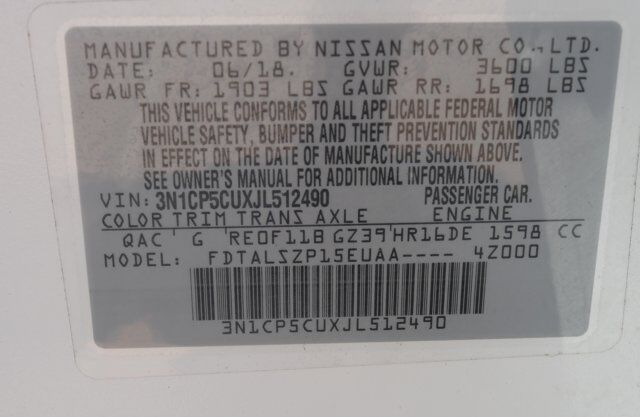 MANUFACTURED BY NISSAN MOTOR CO., LTD.
DATE: 06/18. GVWR: 3600 LBS
GAWR FR: 1903 LBS GAWR RR: 1698 LBS
THIS VEHICLE CONFORMS TO ALL APPLICABLE FEDERAL MOTOR
VEHICLE SAFETY, BUMPER AND THEFT PREVENTION STANDARDS
IN EFFECT ON THE DATE OF MANUFACTURE SHOWN ABOVE.
SEE OWNER'S MANUAL FOR ADDITIONAL INFORMATION.
VIN: 3N1CP5CUXJL512490 PASSENGER CAR.
COLOR TRIM TRANS AXLE ENGINE
QAC G RE0F11B GZ39 HR16DE 1598 CC
FDTALSZP15EUAA---- 4Z000
3N1CP5CUXJL512490